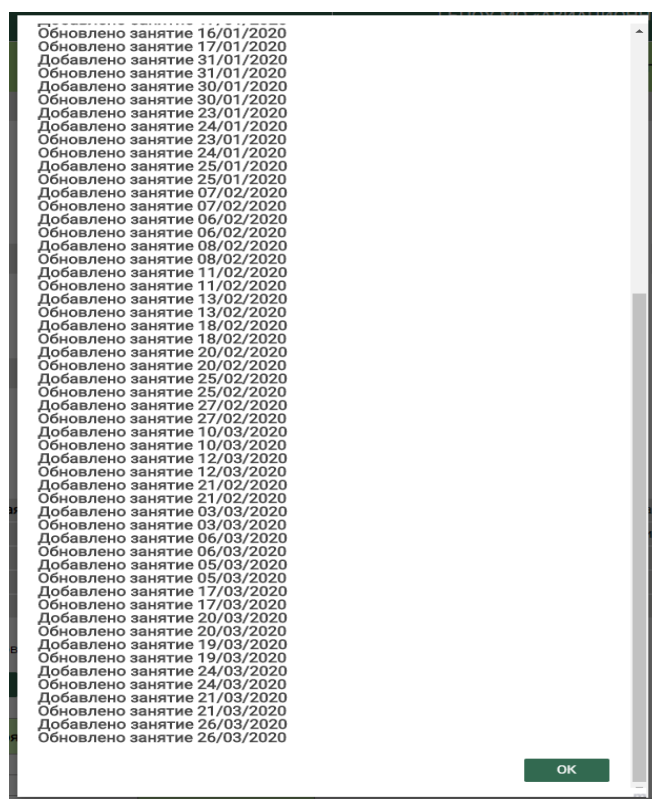 Обновлено занятие 16/01/2020
Обновлено занятие 17/01/2020
Добавлено занятие 31/01/2020
Обновлено занятие 31/01/2020
Добавлено занятие 30/01/2020
Обновлено занятие 30/01/2020
Добавлено занятие 23/01/2020
Добавлено занятие 24/01/2020
Обновлено занятие 23/01/2020
Обновлено занятие 24/01/2020
Добавлено занятие 25/01/2020
Обновлено занятие 25/01/2020
Добавлено занятие 07/02/2020
Обновлено занятие 07/02/2020
Добавлено занятие 06/02/2020
Обновлено занятие 06/02/2020
Добавлено занятие 08/02/2020
Обновлено занятие 08/02/2020
Добавлено занятие 11/02/2020
Обновлено занятие 11/02/2020
Добавлено занятие 13/02/2020
Обновлено занятие 13/02/2020
Добавлено занятие 18/02/2020
Обновлено занятие 18/02/2020
Добавлено занятие 20/02/2020
Обновлено занятие 20/02/2020
Добавлено занятие 25/02/2020
Обновлено занятие 25/02/2020
Добавлено занятие 27/02/2020
Обновлено занятие 27/02/2020
Добавлено занятие 10/03/2020
Обновлено занятие 10/03/2020
Добавлено занятие 12/03/2020
Обновлено занятие 12/03/2020
Добавлено занятие 21/02/2020
Обновлено занятие 21/02/2020
Добавлено занятие 03/03/2020
Обновлено занятие 03/03/2020
Добавлено занятие 06/03/2020
Обновлено занятие 06/03/2020
Добавлено занятие 05/03/2020
Обновлено занятие 05/03/2020
Добавлено занятие 17/03/2020
Обновлено занятие 17/03/2020
Добавлено занятие 20/03/2020
Обновлено занятие 20/03/2020
Добавлено занятие 19/03/2020
Обновлено занятие 19/03/2020
Добавлено занятие 24/03/2020
Обновлено занятие 24/03/2020
Добавлено занятие 21/03/2020
Обновлено занятие 21/03/2020
Добавлено занятие 26/03/2020
Обновлено занятие 26/03/2020
ОК